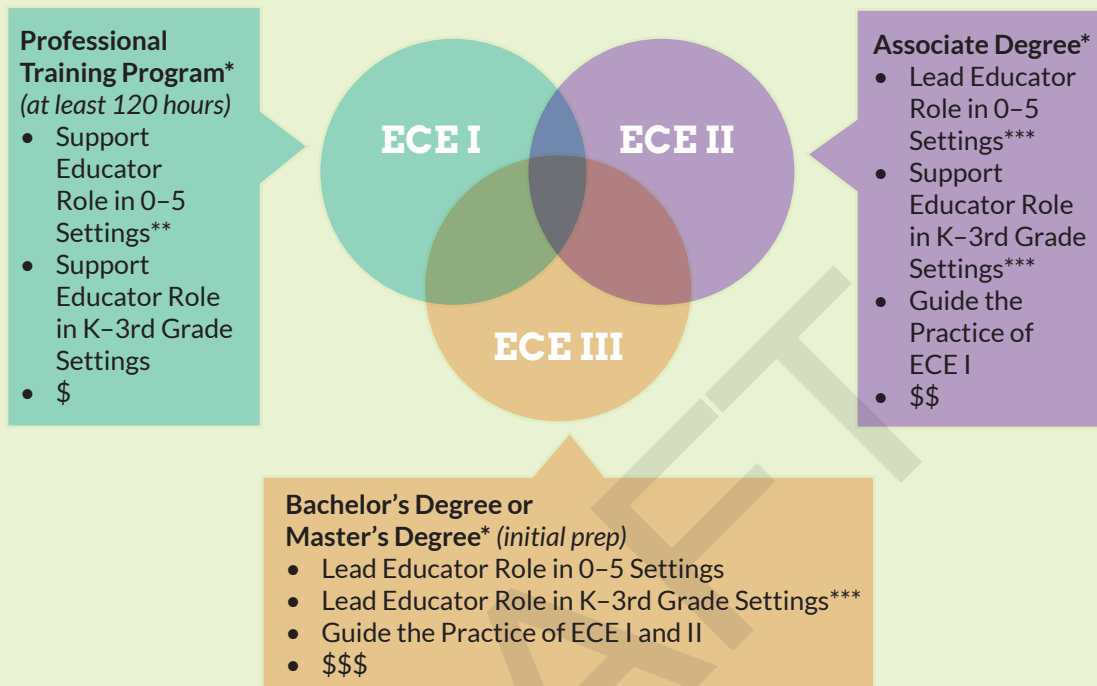 Professional
Training Program*
(at least 120 hours)
• Support
Educator
Role in 0–5
Settings**
• Support
Educator Role
in K–3rd Grade
Settings
• $
ECE I
ECE II
ECE III
Associate Degree*
• Lead Educator
Role in 0–5
Settings***
• Support
Educator Role
in K–3rd Grade
Settings***
• Guide the
Practice of
ECE I
• $$
Bachelor's Degree or
Master's Degree* (initial prep)
• Lead Educator Role in 0–5 Settings
• Lead Educator Role in K–3rd Grade Settings***
• Guide the Practice of ECE I and II
• $$$
AFT